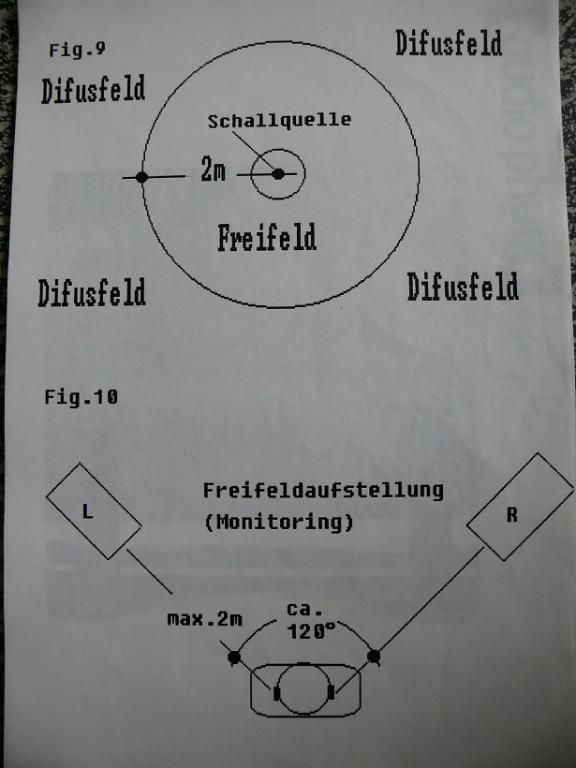 Fig.9
Difusfeld
Difusfeld
Schallquelle
2m
Freifeld
Difusfeld
Difusfeld
Fig.10
Freifeldaufstellung
(Monitoring)
L
R
max.2m
ca.
120°